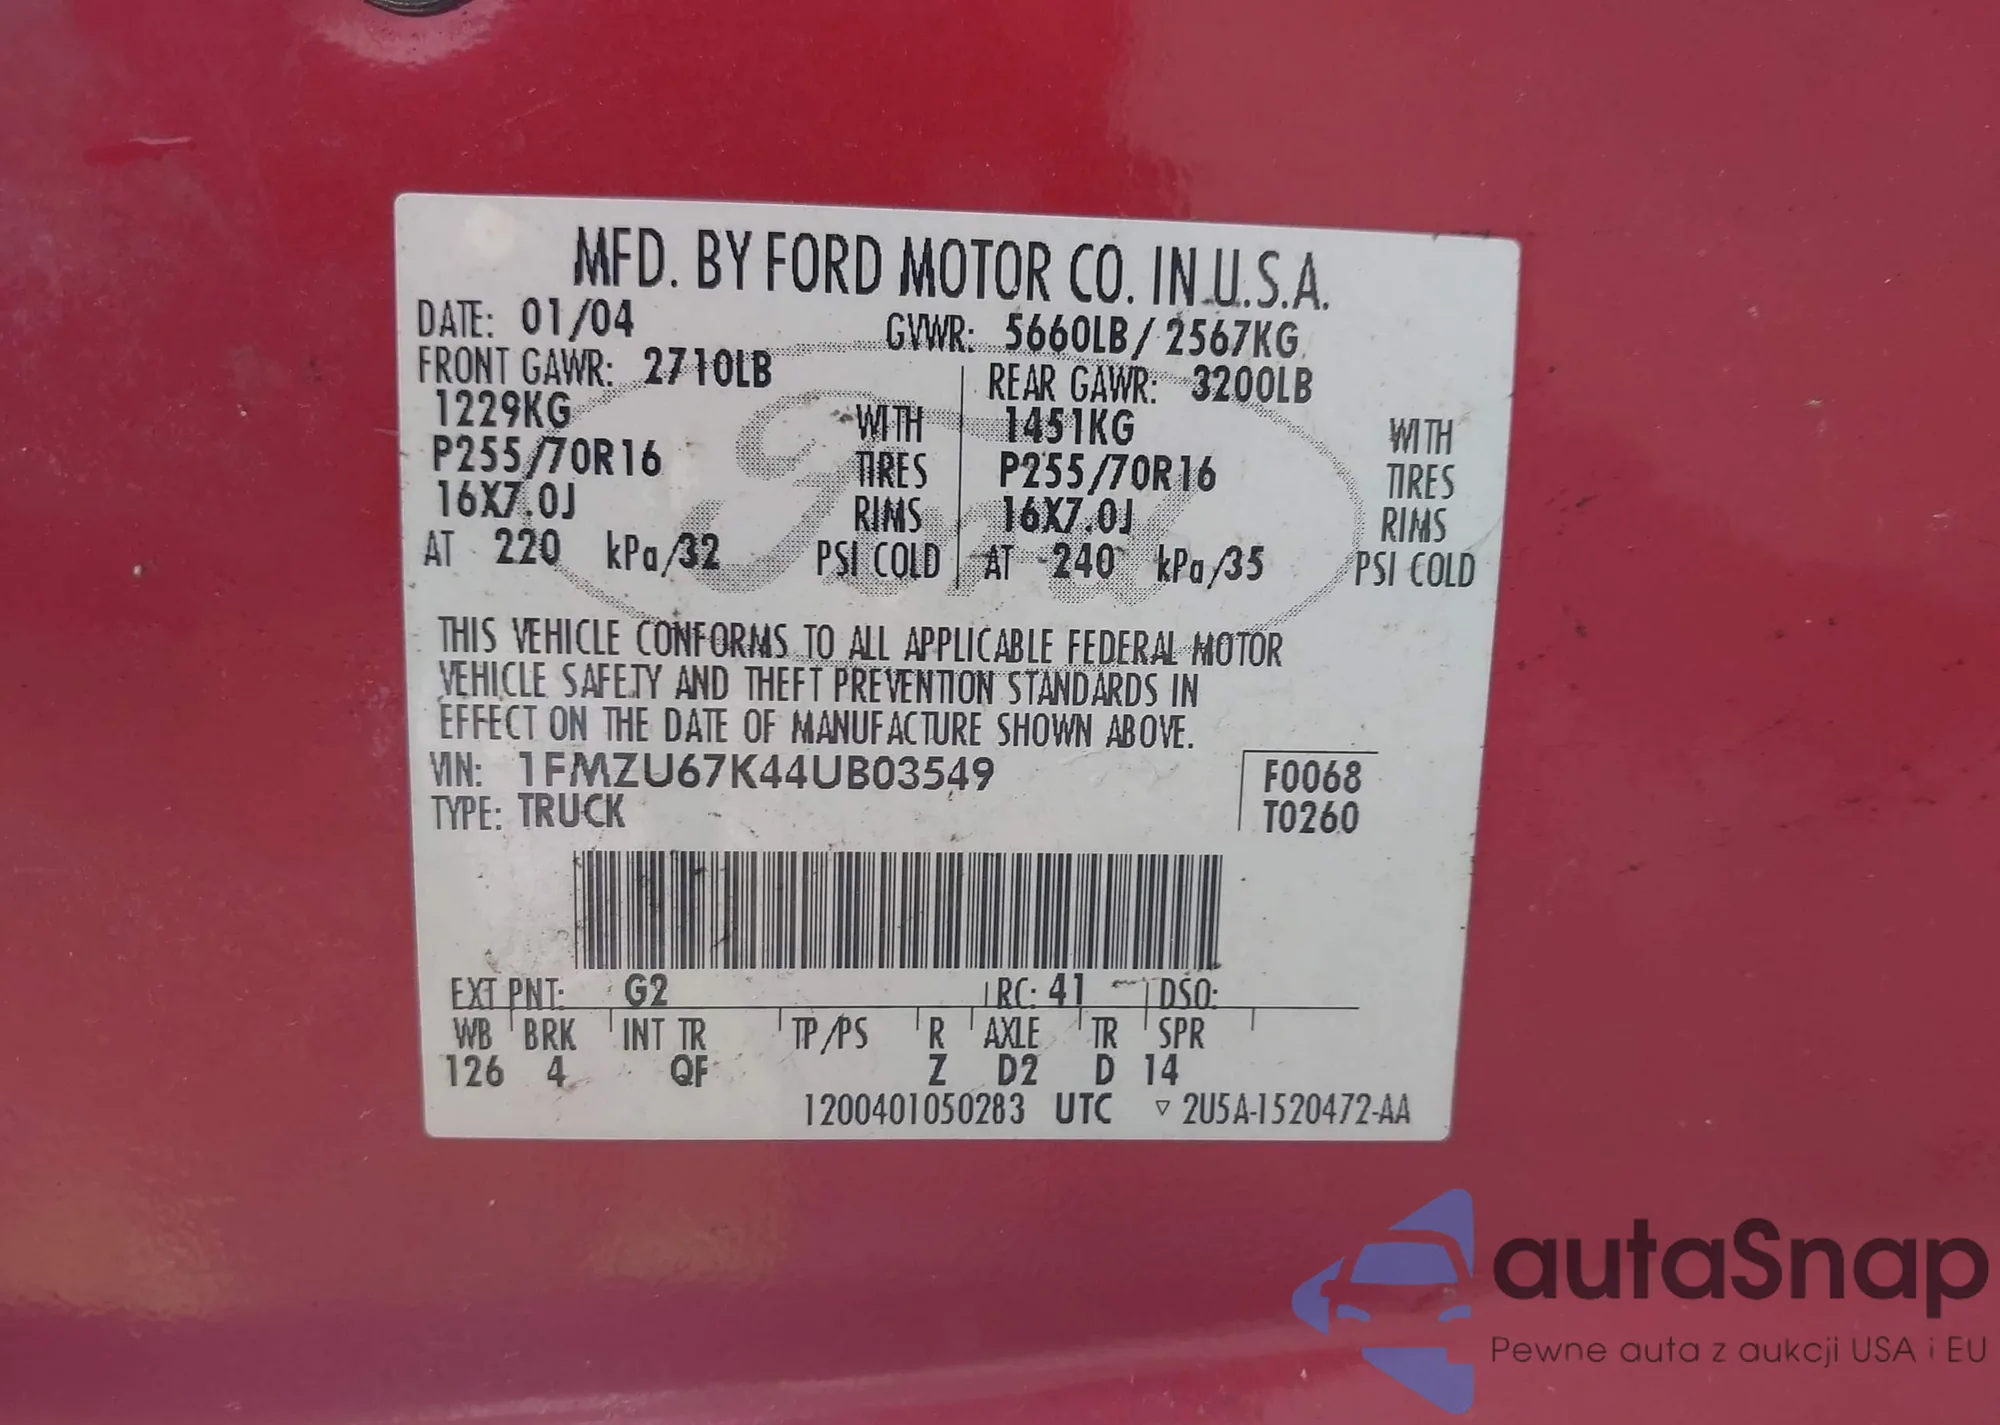 MFD. BY FORD MOTOR CO. IN U.S.A.
DATE: 01/04 GVWR: 5660LB/2567KG
FRONT GAWR: 2710LB REAR GAWR: 3200LB
1229KG WITH 1451KG WITH
P255/70R16 TIRES P255/70R16 TIRES
16X7.0J RIMS 16X7.0J RIMS
AT 220 kPa/32 PSI COLD AT 240 kPa/35 PSI COLD
THIS VEHICLE CONFORMS TO ALL APPLICABLE FEDERAL MOTOR
VEHICLE SAFETY AND THEFT PREVENTION STANDARDS IN
EFFECT ON THE DATE OF MANUFACTURE SHOWN ABOVE.
VIN: 1FMZU67K44UB03549 F0068
TYPE: TRUCK T0260
EXT PNT: G2 RC: 41 DSO:
WB BRK INT TR TP/PS R AXLE TR SPR
126 4 QF Z D2 D 14
1200401050283 UTC ▽ 2U5A-1520472-AA
Ford
autaSnap
Pewne auta z aukcji USA i EU